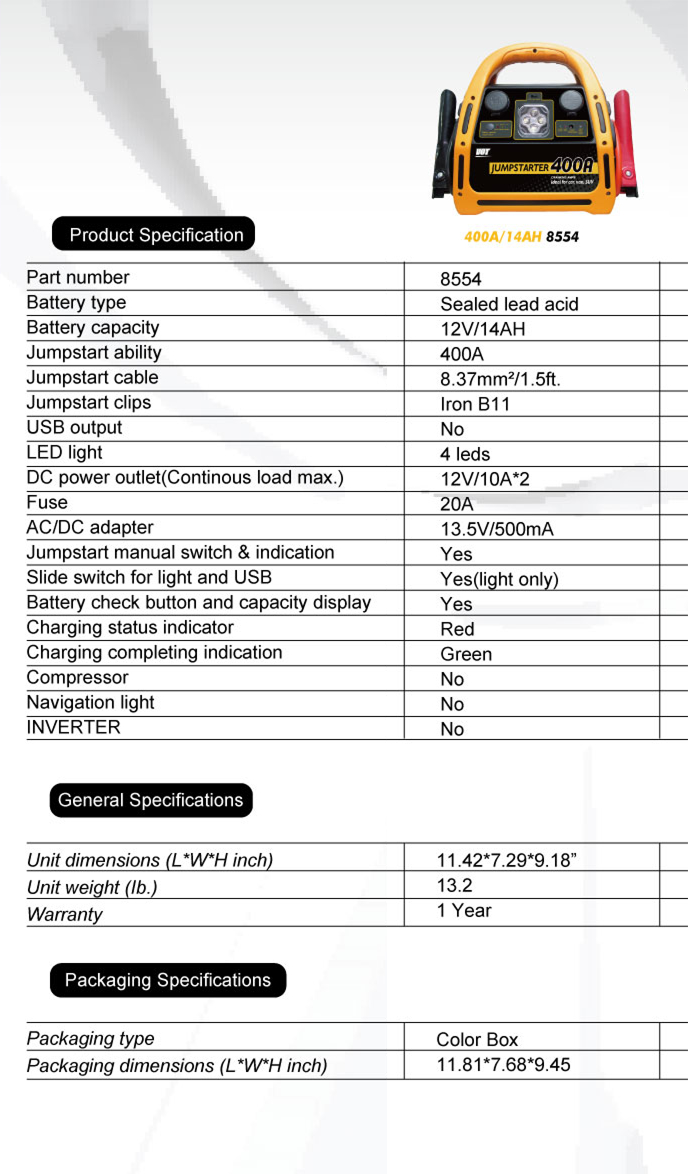 JUMPSTARTER 400A
400A/14AH 8554
Product Specification
Part number 8554
Battery type Sealed lead acid
Battery capacity 12V/14AH
Jumpstart ability 400A
Jumpstart cable 8.37mm²/1.5ft.
Jumpstart clips Iron B11
USB output No
LED light 4 leds
DC power outlet(Continous load max.) 12V/10A*2
Fuse 20A
AC/DC adapter 13.5V/500mA
Jumpstart manual switch & indication Yes
Slide switch for light and USB Yes(light only)
Battery check button and capacity display Yes
Charging status indicator Red
Charging completing indication Green
Compressor No
Navigation light No
INVERTER No
General Specifications
Unit dimensions (L*W*H inch) 11.42*7.29*9.18”
Unit weight (lb.) 13.2
Warranty 1 Year
Packaging Specifications
Packaging type Color Box
Packaging dimensions (L*W*H inch) 11.81*7.68*9.45